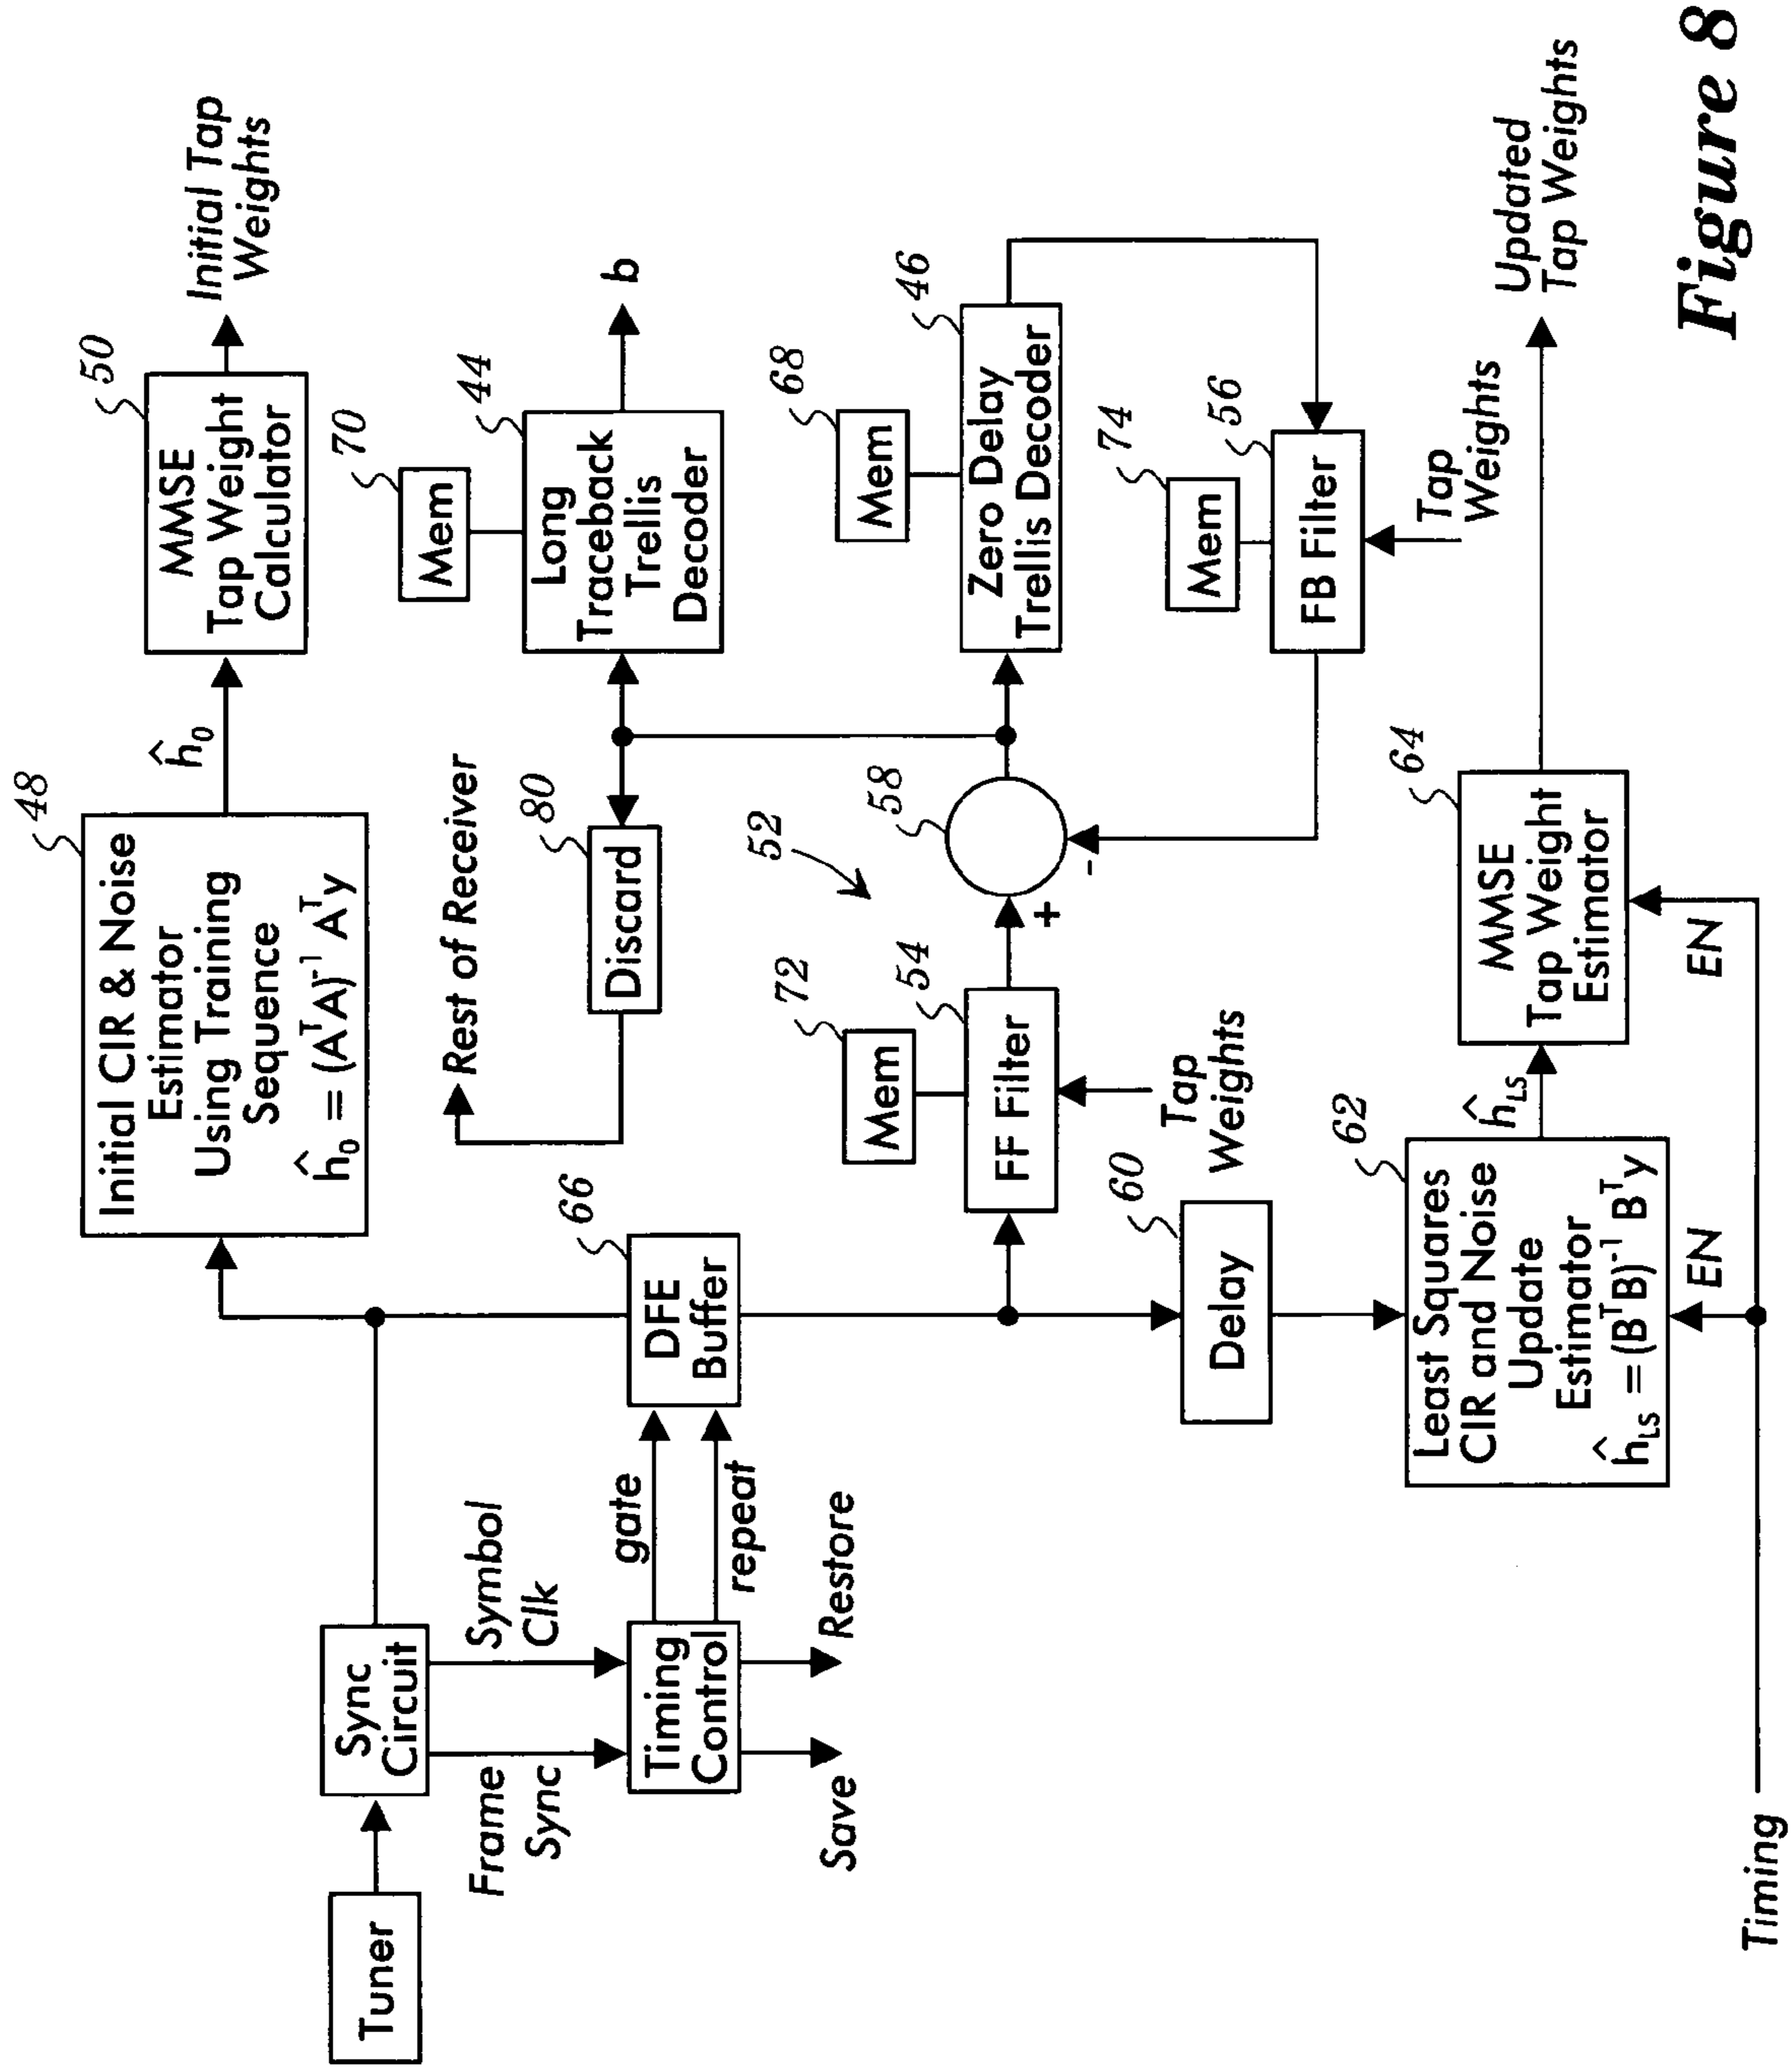 48
Initial CIR & Noise
Estimator
Using Training
Sequence
ĥ₀ = (AᵀA)⁻¹ Aᵀy
ĥ₀
50
MMSE
Tap Weight
Calculator
Initial Tap
Weights
Tuner
Sync
Circuit
Frame
Sync
Symbol
Clk
Timing
Control
gate
repeat
Save
Restore
66
DFE
Buffer
Rest of Receiver
80
Discard
70
Mem
44
Long
Traceback
Trellis
Decoder
b
52
72
Mem
54
FF Filter
Tap
Weights
+
58
-
68
Mem
46
Zero Delay
Trellis Decoder
74
Mem
56
FB Filter
Tap
Weights
60
Delay
62
Least Squares
CIR and Noise
Update
Estimator
ĥLS = (BᵀB)⁻¹ Bᵀy
EN
ĥLS
64
MMSE
Tap Weight
Estimator
EN
Updated
Tap Weights
Timing
Figure 8